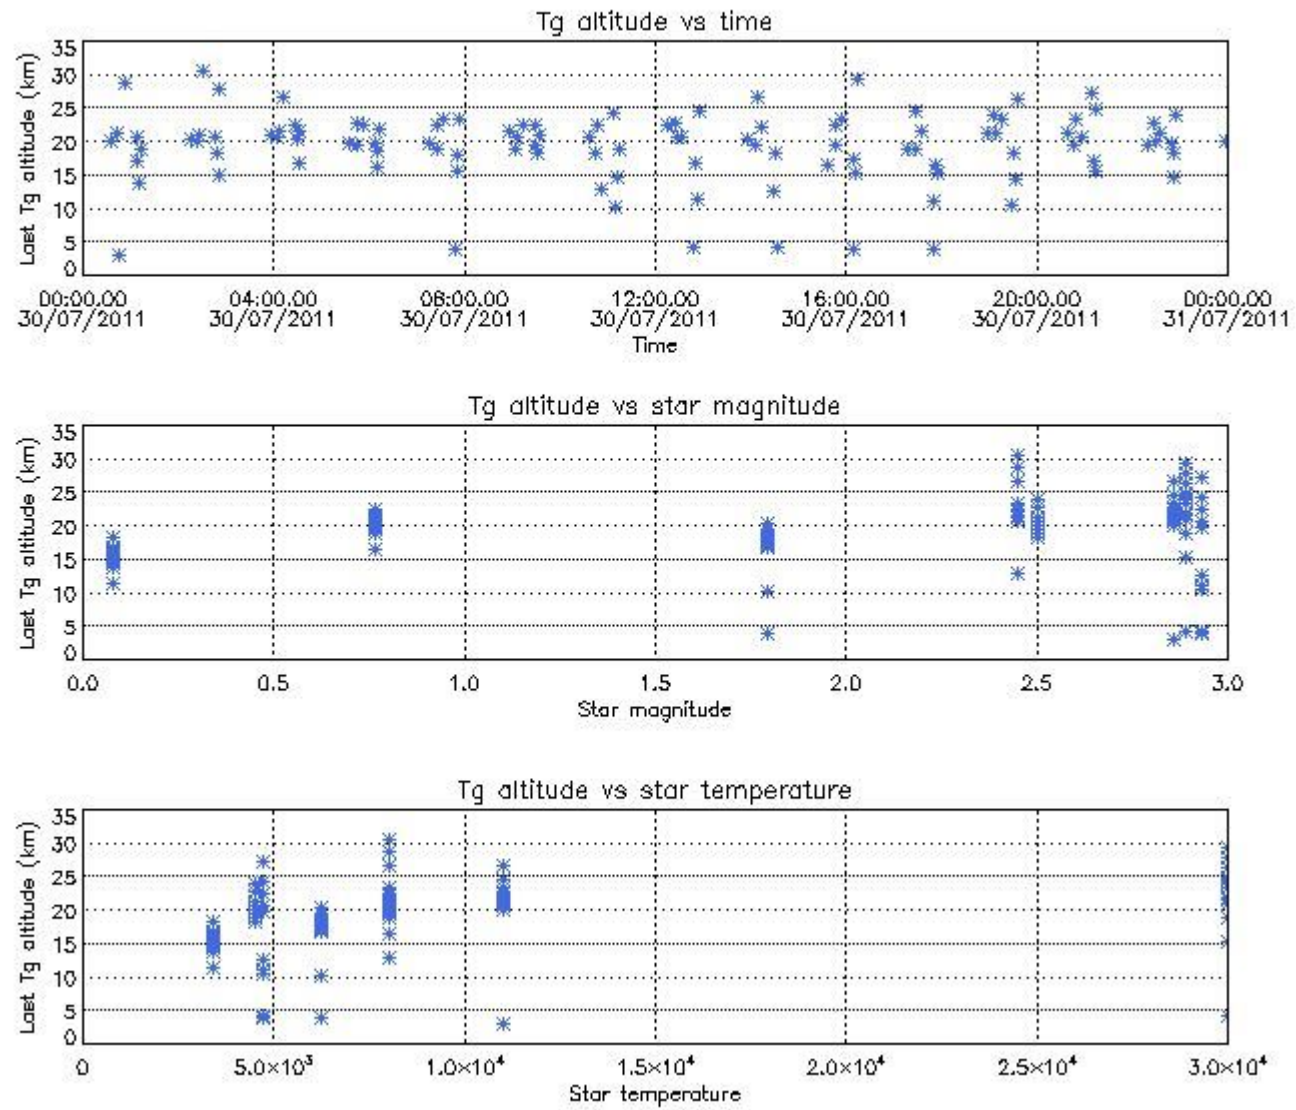 Tg altitude vs time
Last Tg altitude (km)
35
30
25
20
15
10
5
0
00:00.00 04:00.00 08:00.00 12:00.00 16:00.00 20:00.00 00:00.00
30/07/2011 30/07/2011 30/07/2011 30/07/2011 30/07/2011 30/07/2011 31/07/2011
Time
Tg altitude vs star magnitude
Last Tg altitude (km)
35
30
25
20
15
10
5
0
0.0 0.5 1.0 1.5 2.0 2.5 3.0
Star magnitude
Tg altitude vs star temperature
Last Tg altitude (km)
35
30
25
20
15
10
5
0
0 5.0×10³ 1.0×10⁴ 1.5×10⁴ 2.0×10⁴ 2.5×10⁴ 3.0×10⁴
Star temperature